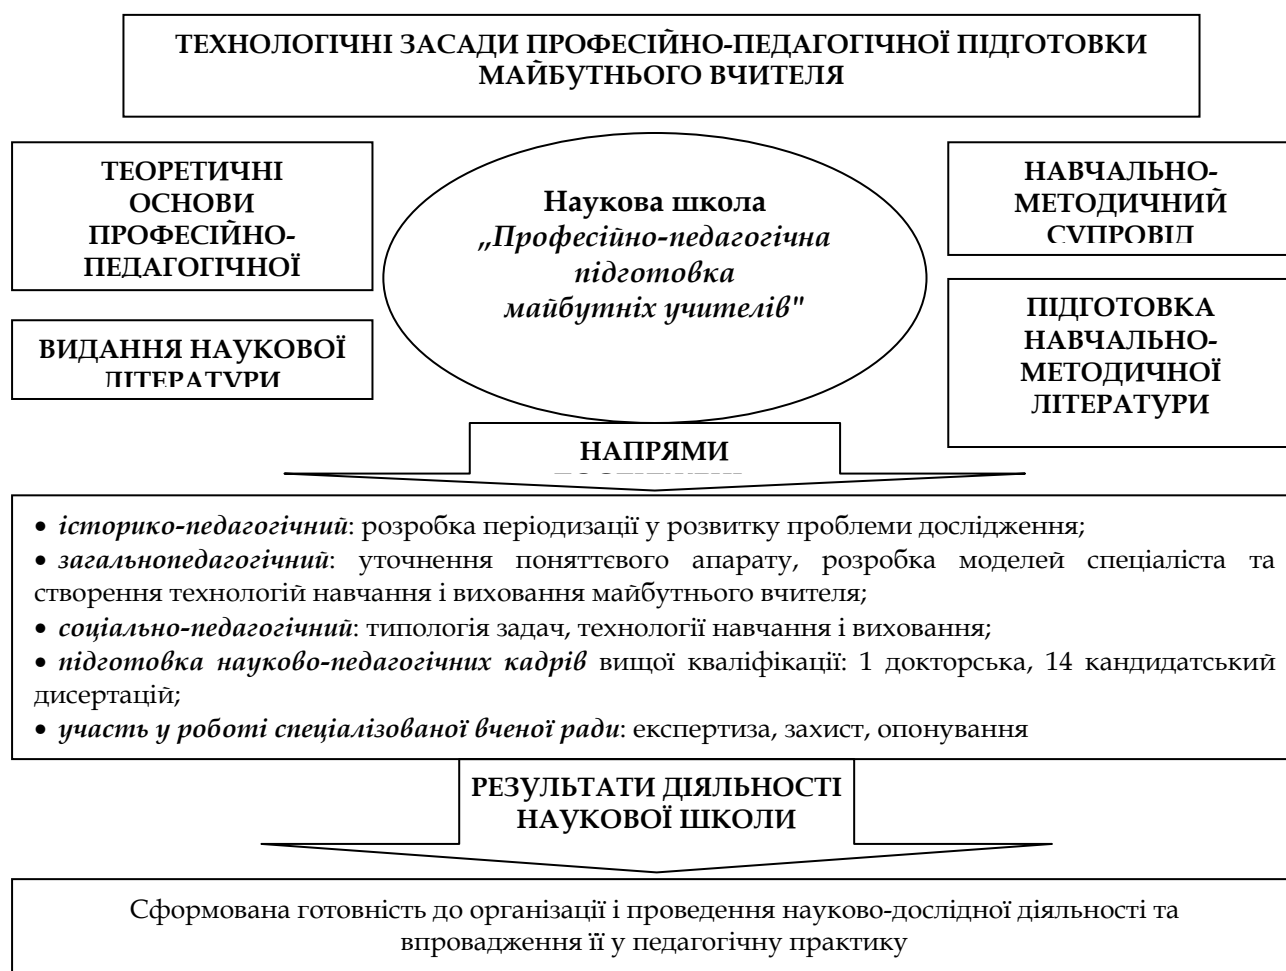 ТЕХНОЛОГІЧНІ ЗАСАДИ ПРОФЕСІЙНО-ПЕДАГОГІЧНОЇ ПІДГОТОВКИ
МАЙБУТНЬОГО ВЧИТЕЛЯ
ТЕОРЕТИЧНІ
ОСНОВИ
ПРОФЕСІЙНО-
ПЕДАГОГІЧНОЇ
ВИДАННЯ НАУКОВОЇ
ЛІТЕРАТУРИ
Наукова школа
„Професійно-педагогічна
підготовка
майбутніх учителів"
НАВЧАЛЬНО-
МЕТОДИЧНИЙ
СУПРОВІД
ПІДГОТОВКА
НАВЧАЛЬНО-
МЕТОДИЧНОЇ
ЛІТЕРАТУРИ
НАПРЯМИ
• історико-педагогічний: розробка періодизації у розвитку проблеми дослідження;
• загальнопедагогічний: уточнення поняттєвого апарату, розробка моделей спеціаліста та
створення технологій навчання і виховання майбутнього вчителя;
• соціально-педагогічний: типологія задач, технології навчання і виховання;
• підготовка науково-педагогічних кадрів вищої кваліфікації: 1 докторська, 14 кандидатський
дисертацій;
• участь у роботі спеціалізованої вченої ради: експертиза, захист, опонування
РЕЗУЛЬТАТИ ДІЯЛЬНОСТІ
НАУКОВОЇ ШКОЛИ
Сформована готовність до організації і проведення науково-дослідної діяльності та
впровадження її у педагогічну практику